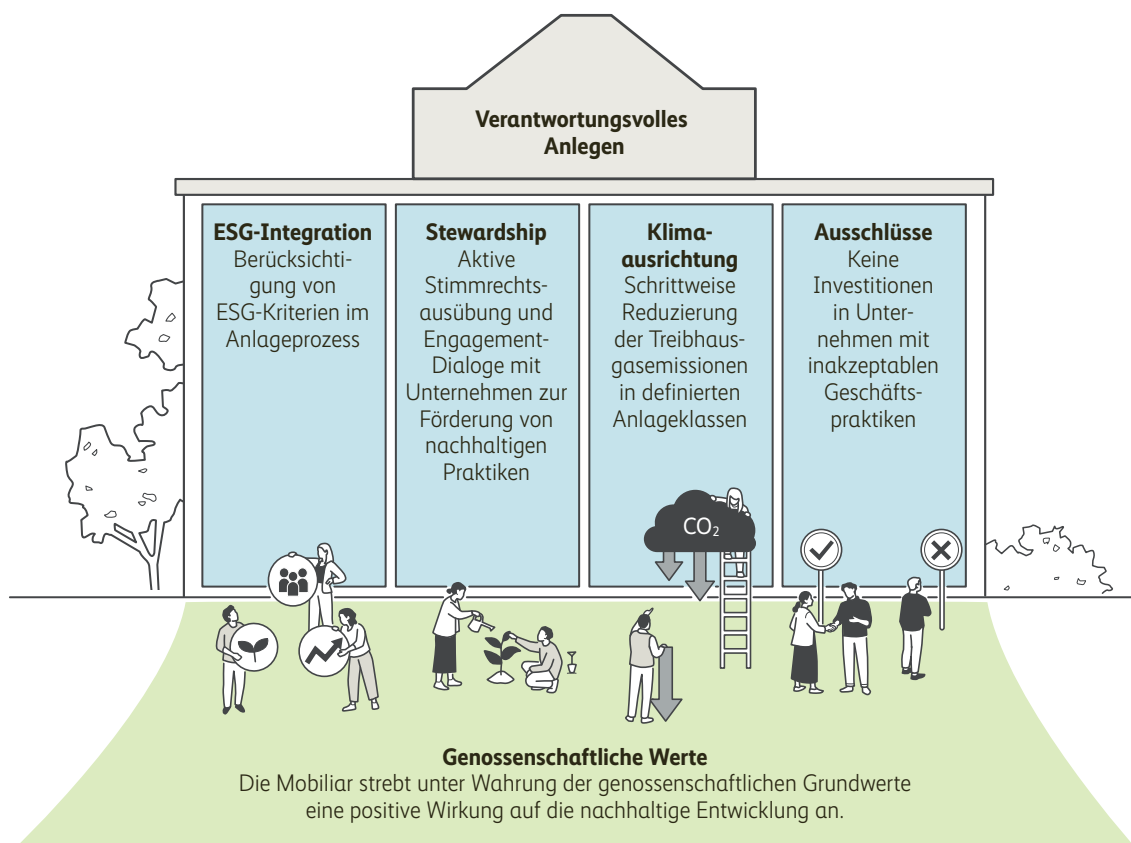 Verantwortungsvolles
Anlegen
ESG-Integration
Berücksichti-
gung von
ESG-Kriterien im
Anlageprozess
Stewardship
Aktive
Stimmrechts-
ausübung und
Engagement-
Dialoge mit
Unternehmen zur
Förderung von
nachhaltigen
Praktiken
Klima-
ausrichtung
Schrittweise
Reduzierung
der Treibhaus-
gasemissionen
in definierten
Anlageklassen
Ausschlüsse
Keine
Investitionen
in Unter-
nehmen mit
inakzeptablen
Geschäfts-
praktiken
CO₂
Genossenschaftliche Werte
Die Mobiliar strebt unter Wahrung der genossenschaftlichen Grundwerte
eine positive Wirkung auf die nachhaltige Entwicklung an.